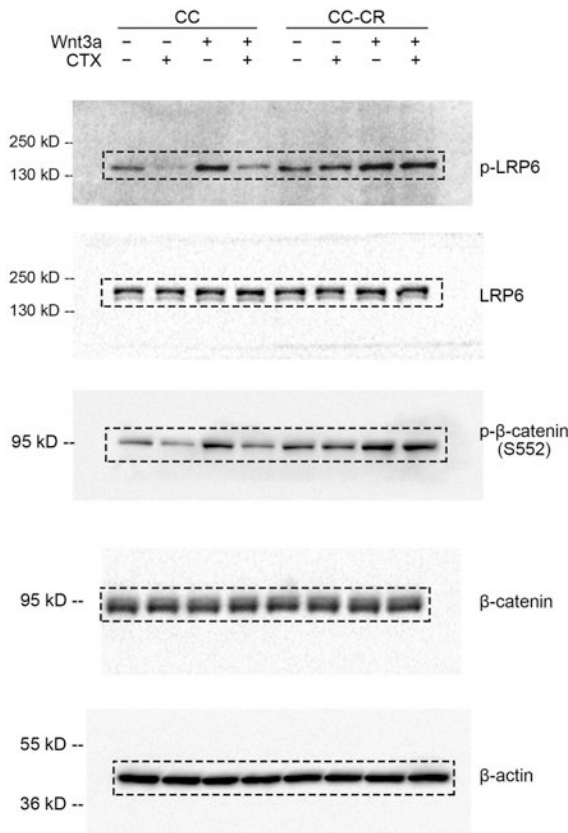 CC CC-CR
Wnt3a – – + + – – + +
CTX – + – + – + – +
250 kD --
130 kD --
p-LRP6
250 kD --
130 kD --
LRP6
95 kD --
p-β-catenin
(S552)
95 kD --
β-catenin
55 kD --
36 kD --
β-actin